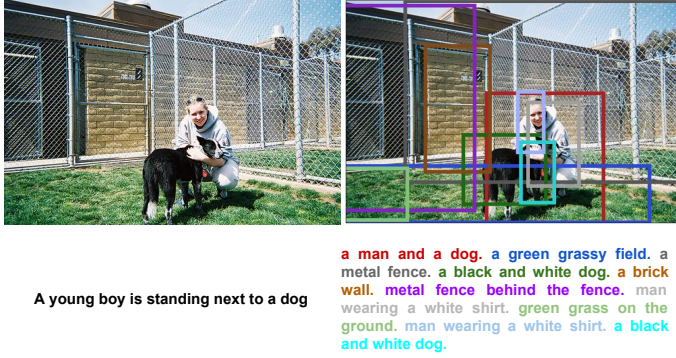 A young boy is standing next to a dog
a man and a dog. a green grassy field. a
metal fence. a black and white dog. a brick
wall. metal fence behind the fence. man
wearing a white shirt. green grass on the
ground. man wearing a white shirt. a black
and white dog.